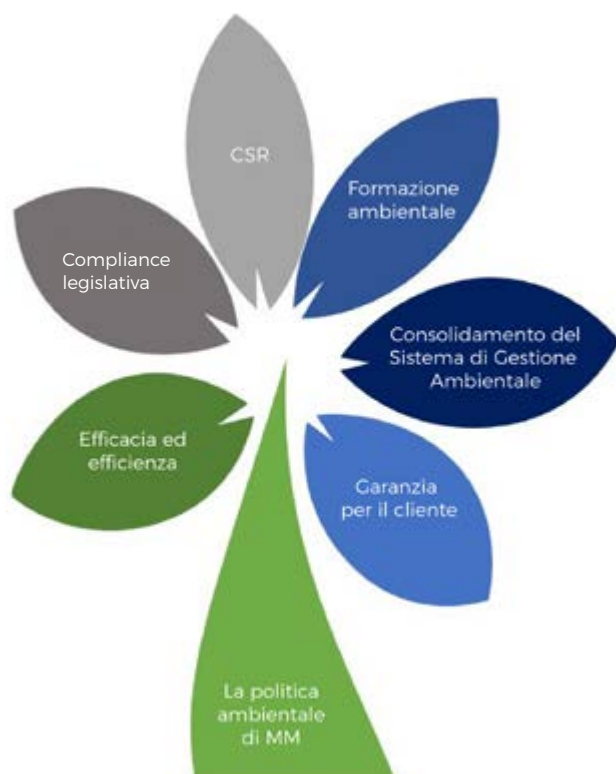 CSR
Formazione
ambientale
Compliance
legislativa
Consolidamento del
Sistema di Gestione
Ambientale
Efficacia ed
efficienza
Garanzia
per il cliente
La politica
ambientale
di MM